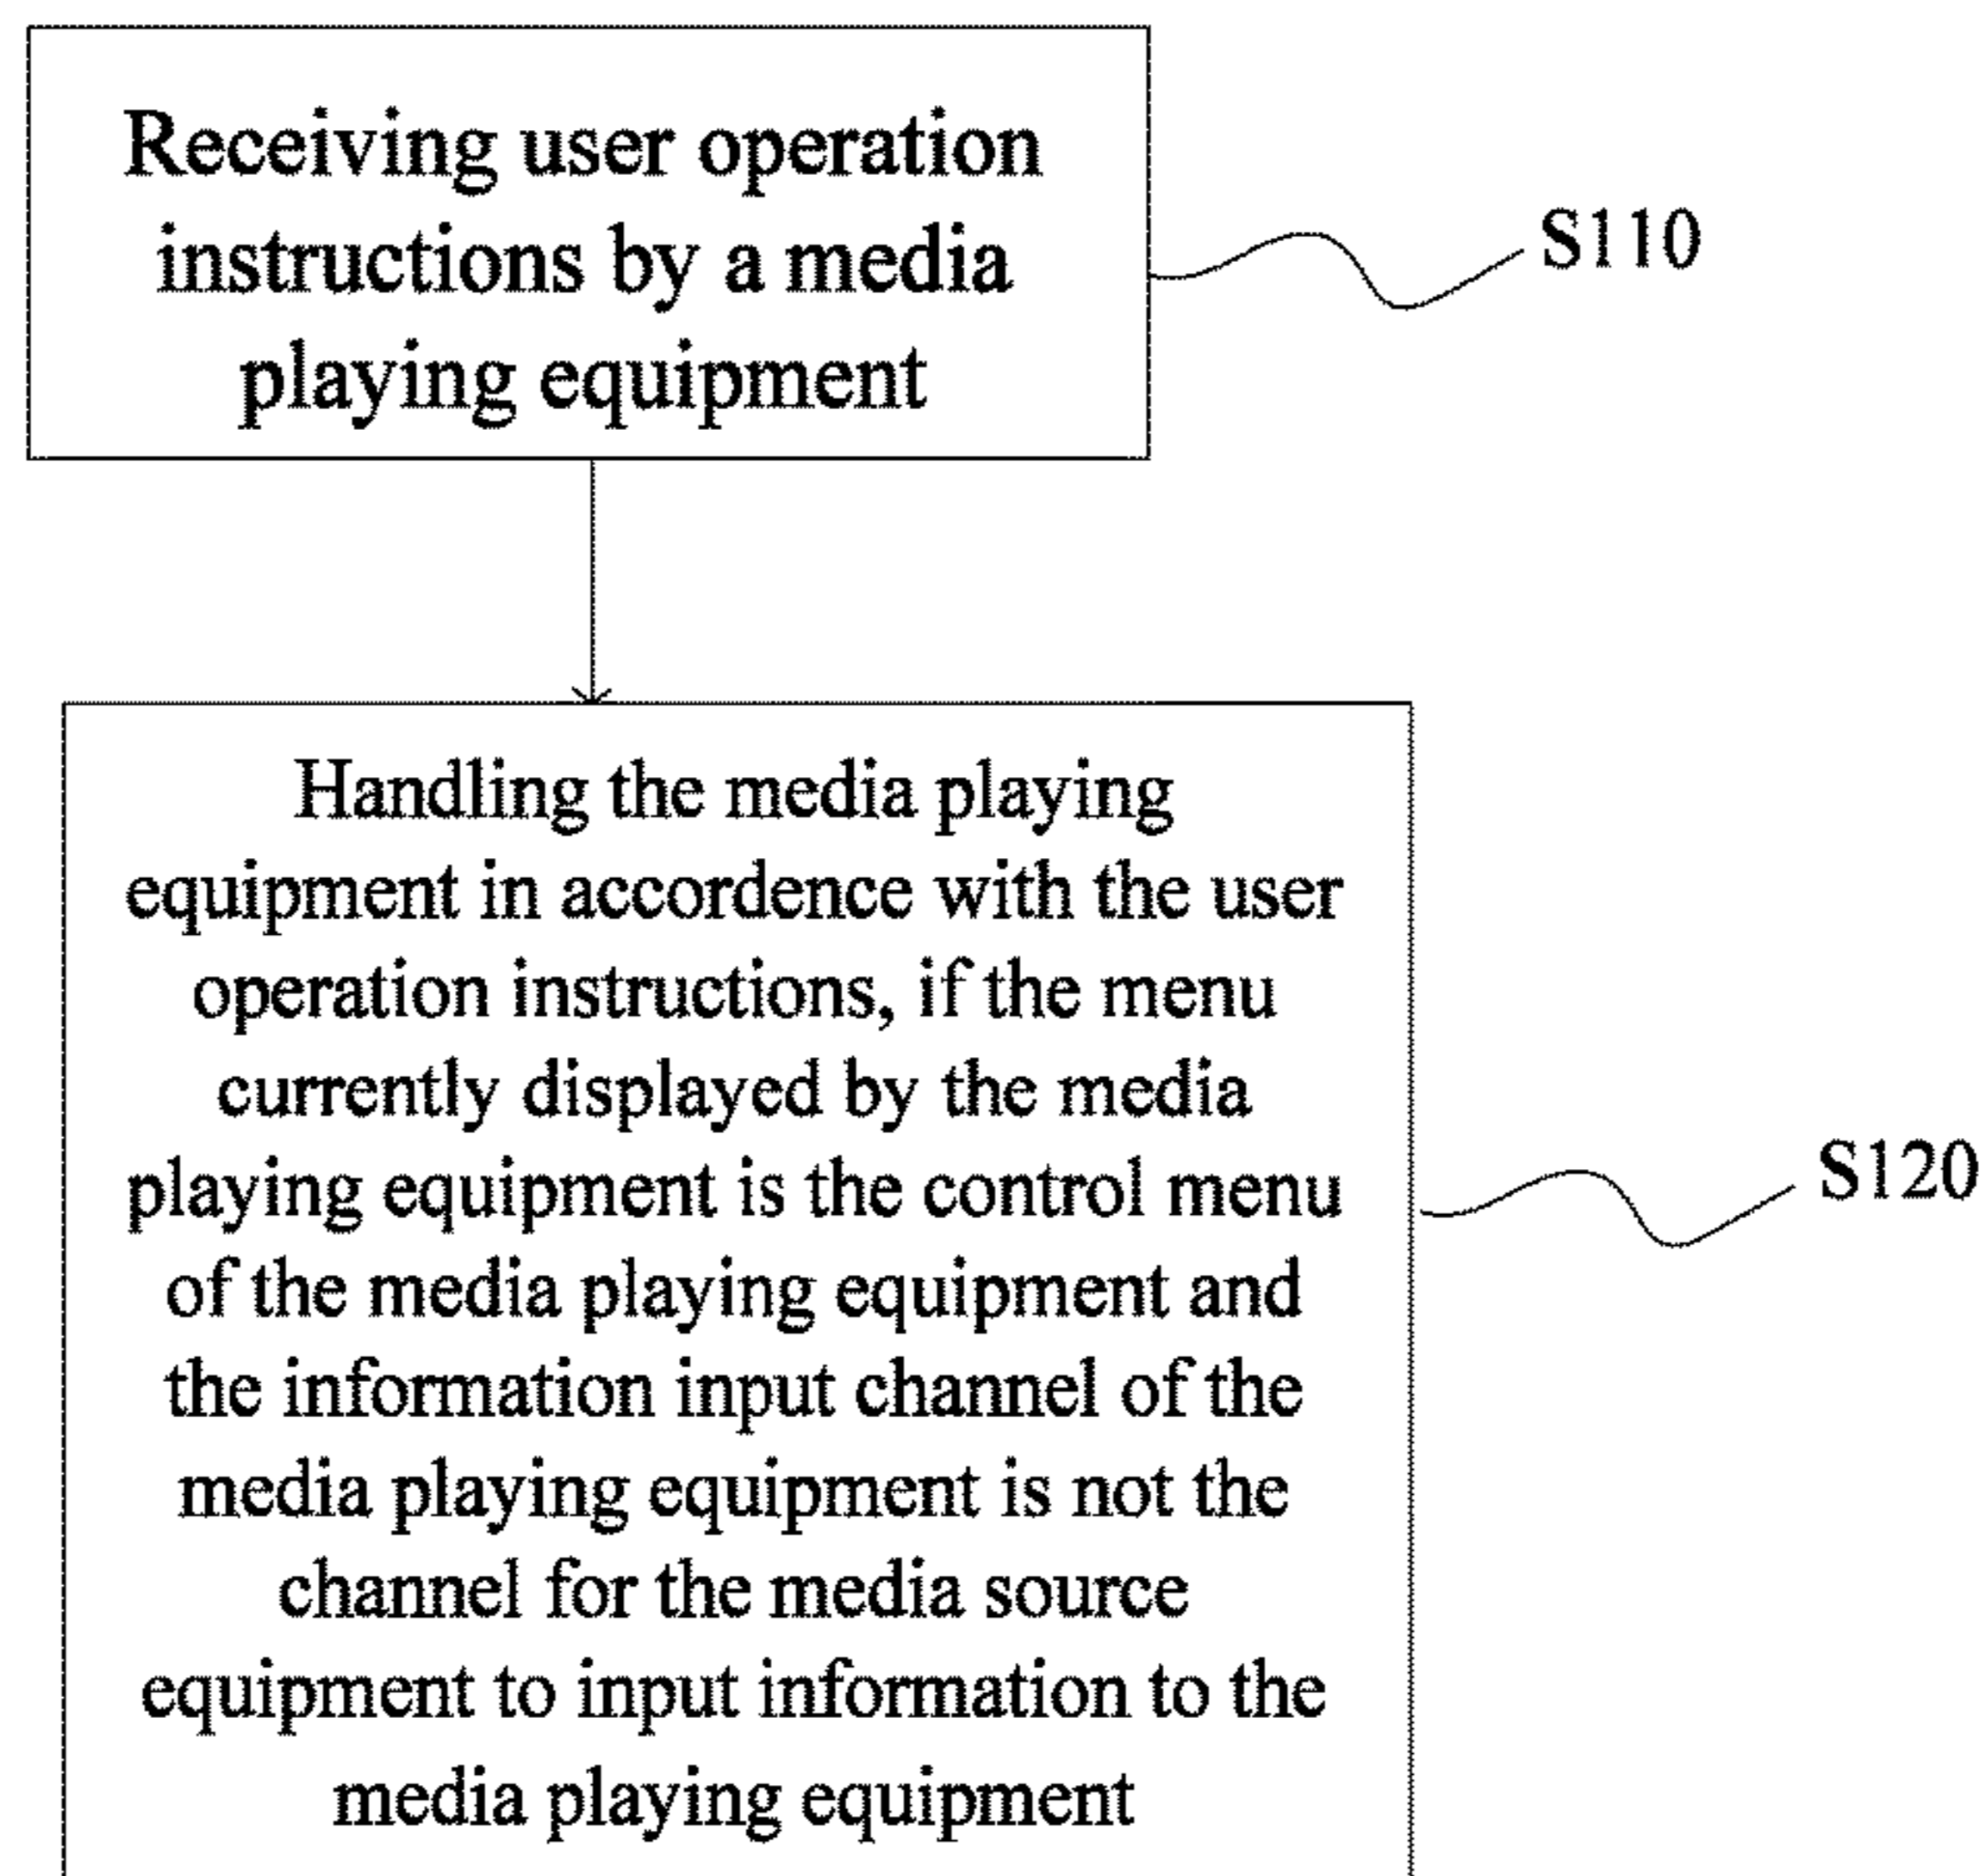 Receiving user operation
instructions by a media
playing equipment
S110
Handling the media playing
equipment in accordence with the user
operation instructions, if the menu
currently displayed by the media
playing equipment is the control menu
of the media playing equipment and
the information input channel of the
media playing equipment is not the
channel for the media source
equipment to input information to the
media playing equipment
S120